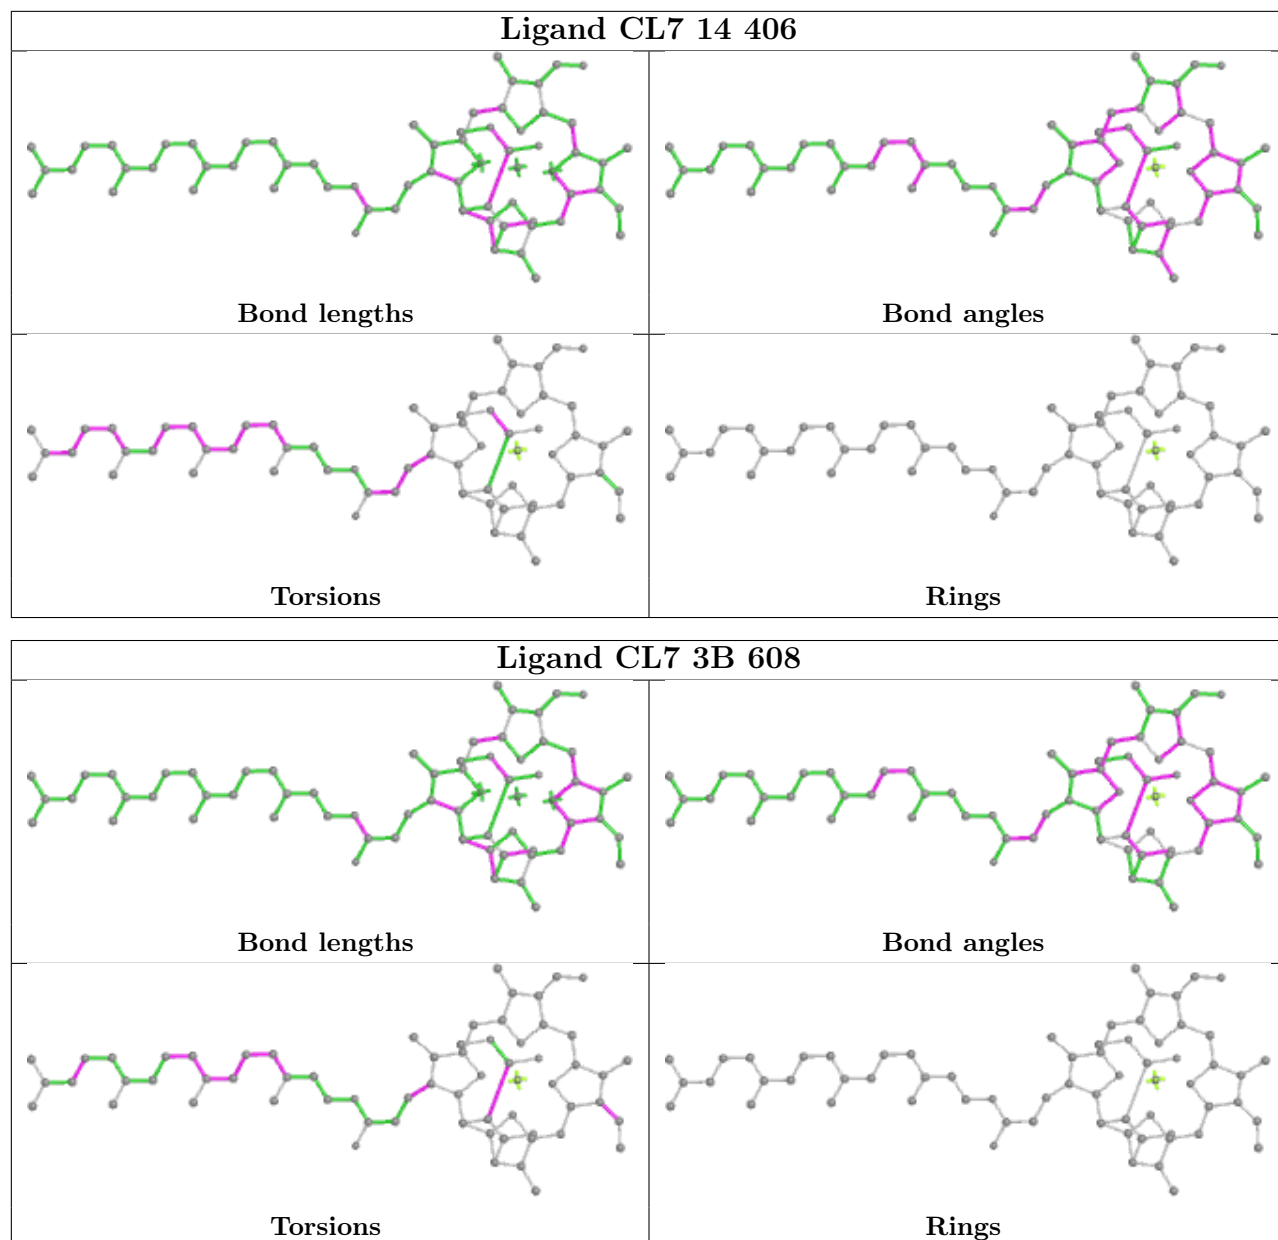 Ligand CL7 14 406
Bond lengths
Bond angles
Torsions
Rings
Ligand CL7 3B 608
Bond lengths
Bond angles
Torsions
Rings